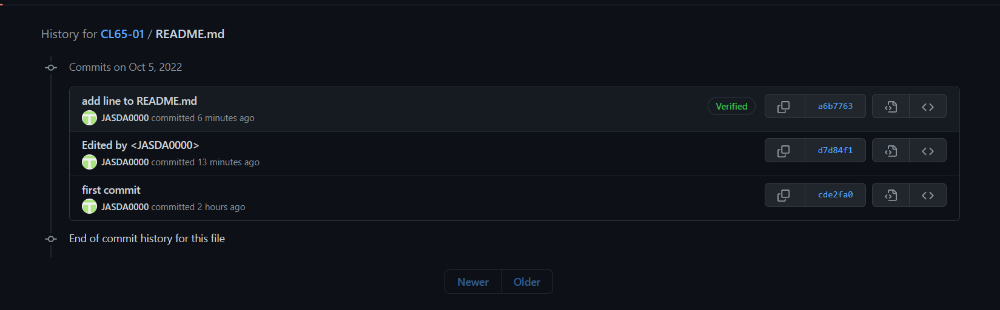 History for CL65-01 / README.md
Commits on Oct 5, 2022
add line to README.md
JASDA0000 committed 6 minutes ago
Verified
a6b7763
Edited by <JASDA0000>
JASDA0000 committed 13 minutes ago
d7d84f1
first commit
JASDA0000 committed 2 hours ago
cde2fa0
End of commit history for this file
Newer Older